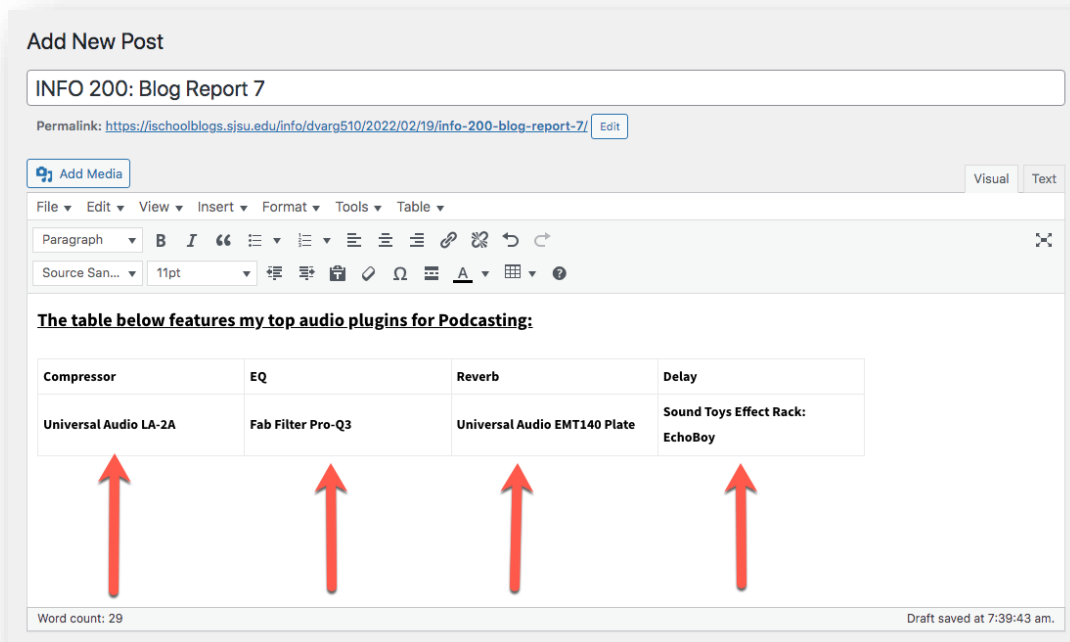 Add New Post
INFO 200: Blog Report 7
Permalink: https://ischoolblogs.sjsu.edu/info/dvarg510/2022/02/19/info-200-blog-report-7/ Edit
Add Media
Visual Text
File Edit View Insert Format Tools Table
Paragraph
Source San... 11pt
The table below features my top audio plugins for Podcasting:
Compressor EQ Reverb Delay
Universal Audio LA-2A Fab Filter Pro-Q3 Universal Audio EMT140 Plate Sound Toys Effect Rack:
EchoBoy
Word count: 29 Draft saved at 7:39:43 am.